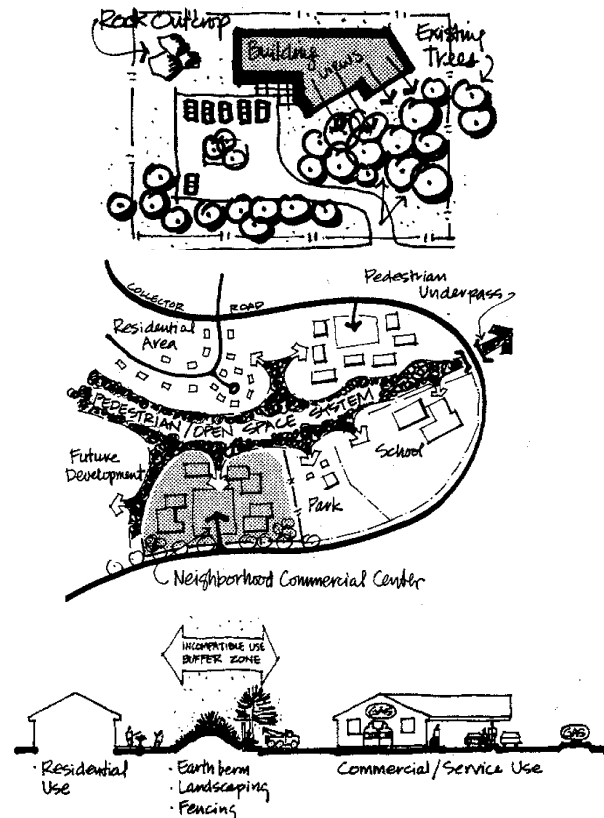 Rock Outcrop
Building
VIEWS
Existing
Trees
Pedestrian
Underpass
COLLECTOR ROAD
Residential
Area
PEDESTRIAN/OPEN SPACE SYSTEM
School
Future
Development
Park
Neighborhood Commercial Center
INCOMPATIBLE USE
BUFFER ZONE
GAS
GAS
· Residential
Use
· Earth berm
· Landscaping
· Fencing
Commercial/Service Use